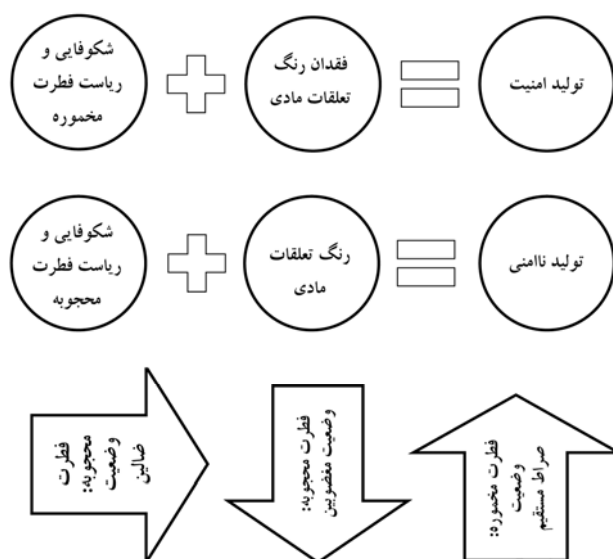 شکوفایی و
ریاست فطرت
مخموره
فقدان رنگ
تعلقات مادی
تولید امنیت
شکوفایی و
ریاست فطرت
محجوبه
رنگ تعلقات
مادی
تولید ناامنی
فطرت
محجوبه:
وضعیت
ضالین
فطرت محجوبه:
وضعیت مغضوبین
فطرت مخموره:
وضعیت
صراط مستقیم